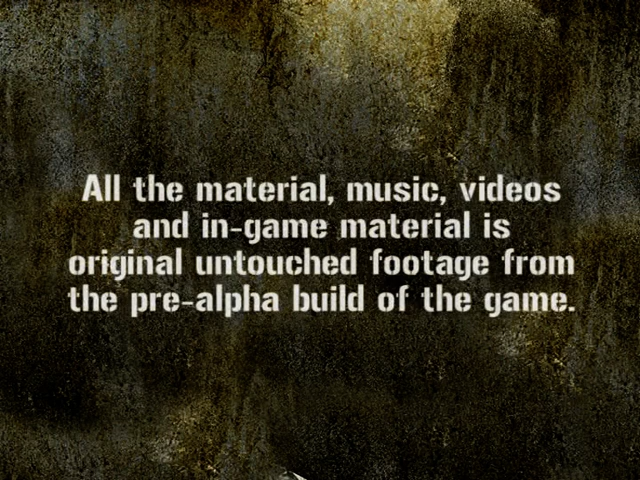 All the material, music, videos
and in-game material is
original untouched footage from
the pre-alpha build of the game.